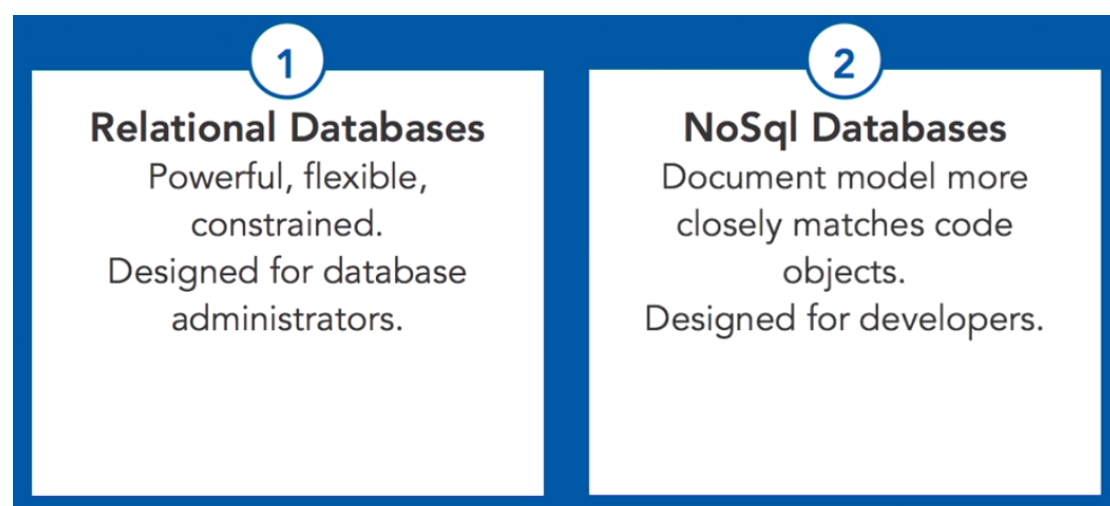 1
Relational Databases
Powerful, flexible,
constrained.
Designed for database
administrators.
2
NoSql Databases
Document model more
closely matches code
objects.
Designed for developers.